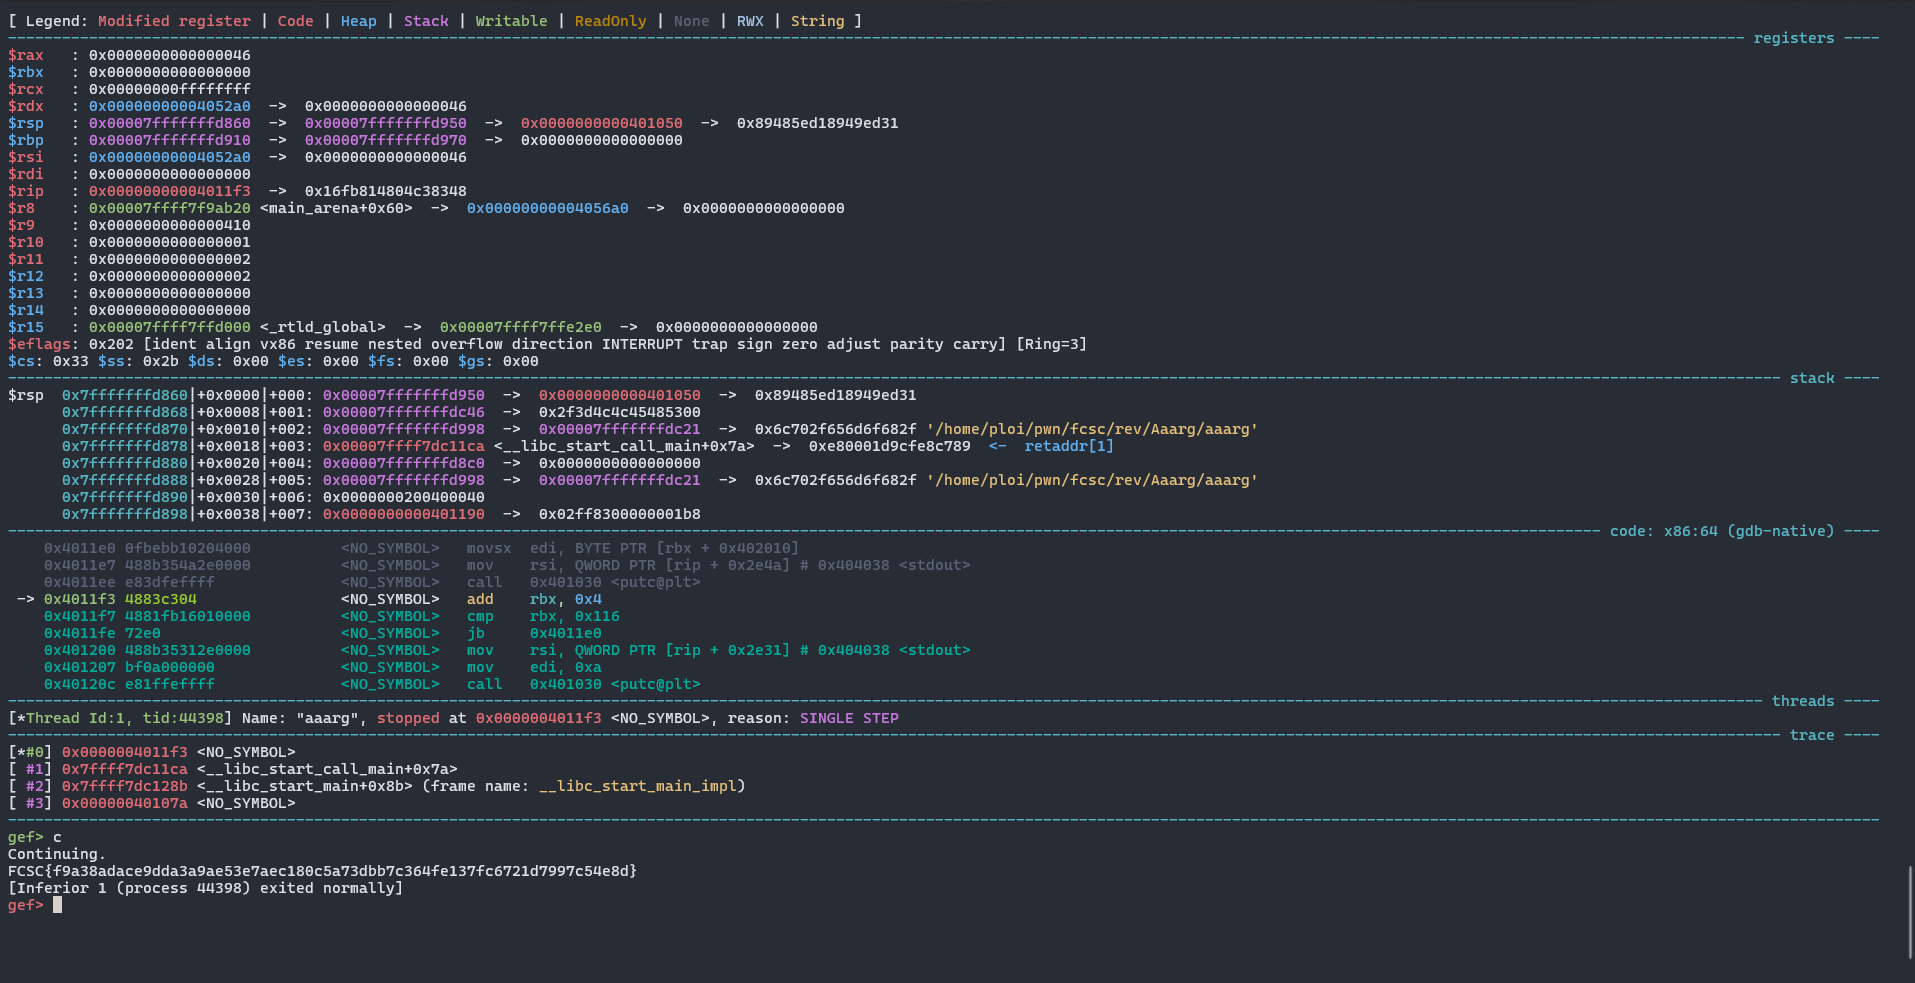 [ Legend: Modified register | Code | Heap | Stack | Writable | ReadOnly | None | RWX | String ]
registers
$rax   : 0x0000000000000046
$rbx   : 0x0000000000000000
$rcx   : 0x00000000ffffffff
$rdx   : 0x00000000004052a0  ->  0x0000000000000046
$rsp   : 0x00007fffffffd860  ->  0x00007fffffffd950  ->  0x0000000000401050  ->  0x89485ed18949ed31
$rbp   : 0x00007fffffffd910  ->  0x00007fffffffd970  ->  0x0000000000000000
$rsi   : 0x00000000004052a0  ->  0x0000000000000046
$rdi   : 0x0000000000000000
$rip   : 0x00000000004011f3  ->  0x16fb814804c38348
$r8    : 0x00007ffff7f9ab20 <main_arena+0x60>  ->  0x00000000004056a0  ->  0x0000000000000000
$r9    : 0x0000000000000410
$r10   : 0x0000000000000001
$r11   : 0x0000000000000002
$r12   : 0x0000000000000002
$r13   : 0x0000000000000000
$r14   : 0x0000000000000000
$r15   : 0x00007ffff7ffd000 <_rtld_global>  ->  0x00007ffff7ffe2e0  ->  0x0000000000000000
$eflags: 0x202 [ident align vx86 resume nested overflow direction INTERRUPT trap sign zero adjust parity carry] [Ring=3]
$cs: 0x33 $ss: 0x2b $ds: 0x00 $es: 0x00 $fs: 0x00 $gs: 0x00
stack
$rsp  0x7fffffffd860|+0x0000|+000: 0x00007fffffffd950  ->  0x0000000000401050  ->  0x89485ed18949ed31
0x7fffffffd868|+0x0008|+001: 0x00007fffffffdc46  ->  0x2f3d4c4c45485300
0x7fffffffd870|+0x0010|+002: 0x00007fffffffd998  ->  0x00007fffffffdc21  ->  0x6c702f656d6f682f '/home/ploi/pwn/fcsc/rev/Aaarg/aaarg'
0x7fffffffd878|+0x0018|+003: 0x00007ffff7dc11ca <__libc_start_call_main+0x7a>  ->  0xe80001d9cfe8c789  <-  retaddr[1]
0x7fffffffd880|+0x0020|+004: 0x00007fffffffd8c0  ->  0x0000000000000000
0x7fffffffd888|+0x0028|+005: 0x00007fffffffd998  ->  0x00007fffffffdc21  ->  0x6c702f656d6f682f '/home/ploi/pwn/fcsc/rev/Aaarg/aaarg'
0x7fffffffd890|+0x0030|+006: 0x0000000200400040
0x7fffffffd898|+0x0038|+007: 0x0000000000401190  ->  0x02ff8300000001b8
code: x86:64 (gdb-native)
0x4011e0 0fbebb10204000          <NO_SYMBOL>   movsx  edi, BYTE PTR [rbx + 0x402010]
0x4011e7 488b354a2e0000          <NO_SYMBOL>   mov    rsi, QWORD PTR [rip + 0x2e4a] # 0x404038 <stdout>
0x4011ee e83dfeffff              <NO_SYMBOL>   call   0x401030 <putc@plt>
-> 0x4011f3 4883c304                <NO_SYMBOL>   add    rbx, 0x4
0x4011f7 4881fb16010000          <NO_SYMBOL>   cmp    rbx, 0x116
0x4011fe 72e0                    <NO_SYMBOL>   jb     0x4011e0
0x401200 488b35312e0000          <NO_SYMBOL>   mov    rsi, QWORD PTR [rip + 0x2e31] # 0x404038 <stdout>
0x401207 bf0a000000              <NO_SYMBOL>   mov    edi, 0xa
0x40120c e81ffeffff              <NO_SYMBOL>   call   0x401030 <putc@plt>
threads
[*Thread Id:1, tid:44398] Name: "aaarg", stopped at 0x0000004011f3 <NO_SYMBOL>, reason: SINGLE STEP
trace
[*#0] 0x0000004011f3 <NO_SYMBOL>
[ #1] 0x7ffff7dc11ca <__libc_start_call_main+0x7a>
[ #2] 0x7ffff7dc128b <__libc_start_main+0x8b> (frame name: __libc_start_main_impl)
[ #3] 0x00000040107a <NO_SYMBOL>
gef> c
Continuing.
FCSC{f9a38adace9dda3a9ae53e7aec180c5a73dbb7c364fe137fc6721d7997c54e8d}
[Inferior 1 (process 44398) exited normally]
gef>